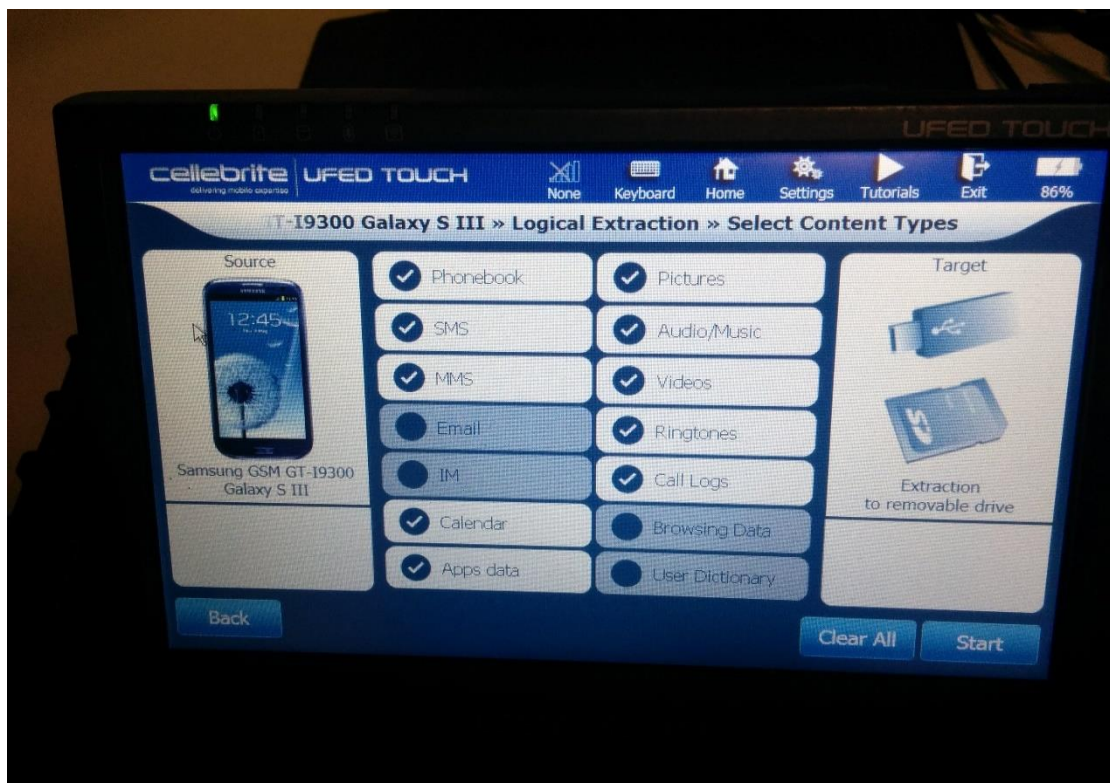 UFED TOUCH
cellebrite UFED TOUCH
delivering mobile expertise
None Keyboard Home Settings Tutorials Exit 86%
GT-I9300 Galaxy S III » Logical Extraction » Select Content Types
Source
SAMSUNG
12:45
Samsung GSM GT-I9300
Galaxy S III
Phonebook
SMS
MMS
Email
IM
Calendar
Apps data
Pictures
Audio/Music
Videos
Ringtones
Call Logs
Browsing Data
User Dictionary
Target
Extraction
to removable drive
Back
Clear All
Start